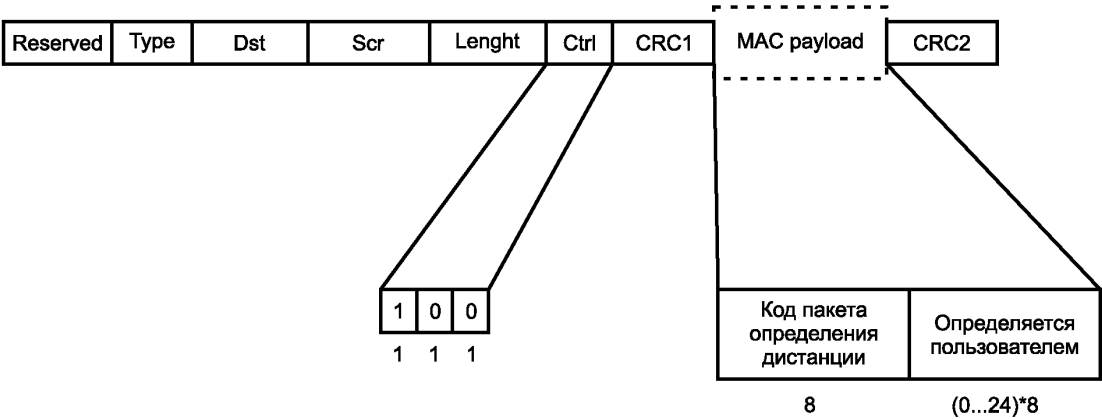 Reserved Type Dst Scr Lenght Ctrl CRC1 MAC payload CRC2
1 0 0
1 1 1
Код пакета
определения
дистанции
Определяется
пользователем
8 (0...24)*8